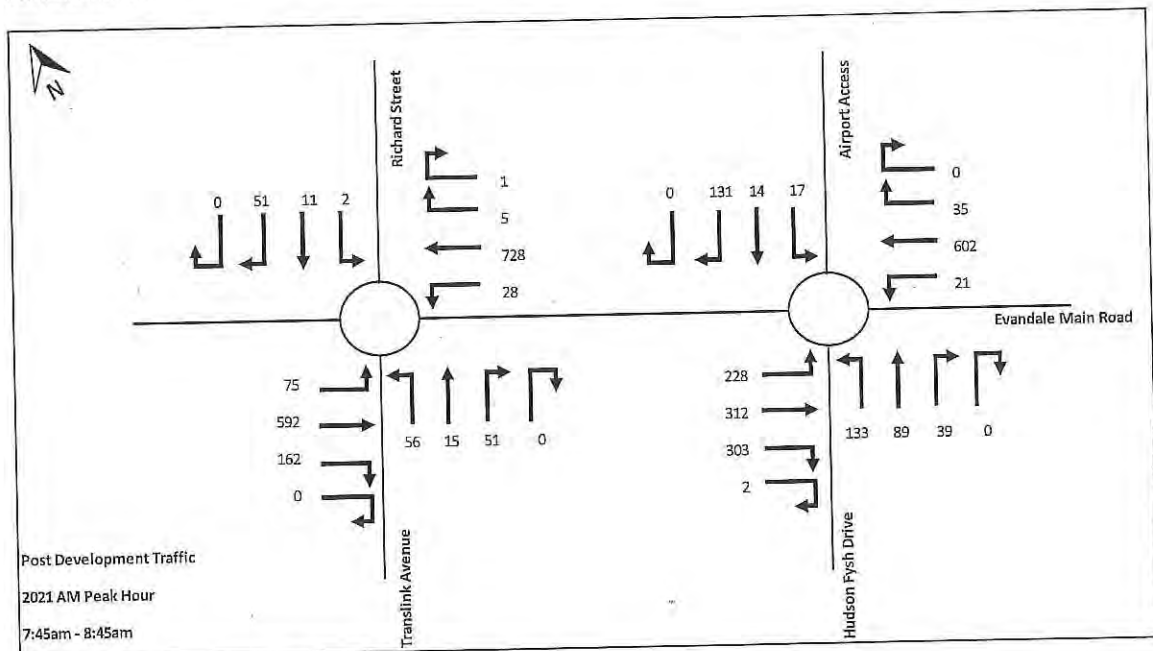 N
Richard Street
Airport Access
0 51 11 2
1
5
728
28
0 131 14 17
0
35
602
21
Evandale Main Road
75
592
162
0
56 15 51 0
228
312
303
2
133 89 39 0
Translink Avenue
Hudson Fysh Drive
Post Development Traffic
2021 AM Peak Hour
7:45am - 8:45am